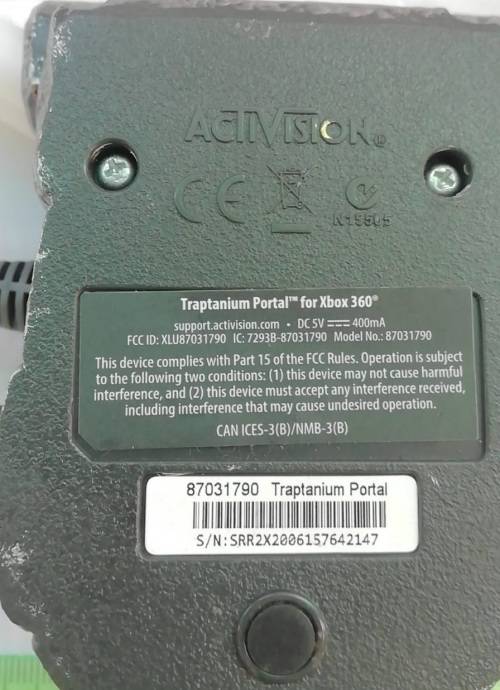 ACTIVISION®
CE
N15505
Traptanium Portal™ for Xbox 360®
support.activision.com • DC 5V ⎓ 400mA
FCC ID: XLU87031790 IC: 7293B-87031790 Model No.: 87031790
This device complies with Part 15 of the FCC Rules. Operation is subject
to the following two conditions: (1) this device may not cause harmful
interference, and (2) this device must accept any interference received,
including interference that may cause undesired operation.
CAN ICES-3(B)/NMB-3(B)
87031790 Traptanium Portal
S/N:SRR2X2006157642147